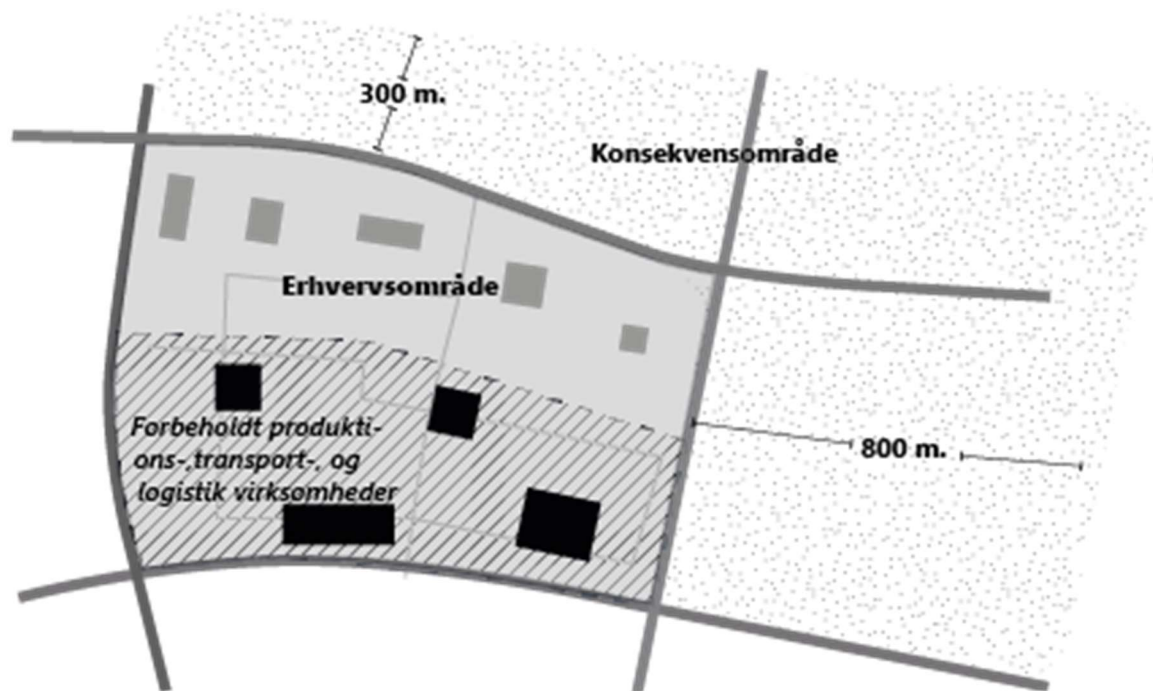 300 m.
Konsekvensområde
Erhvervsområde
Forbeholdt produkti-
ons-,transport-, og
logistik virksomheder
800 m.